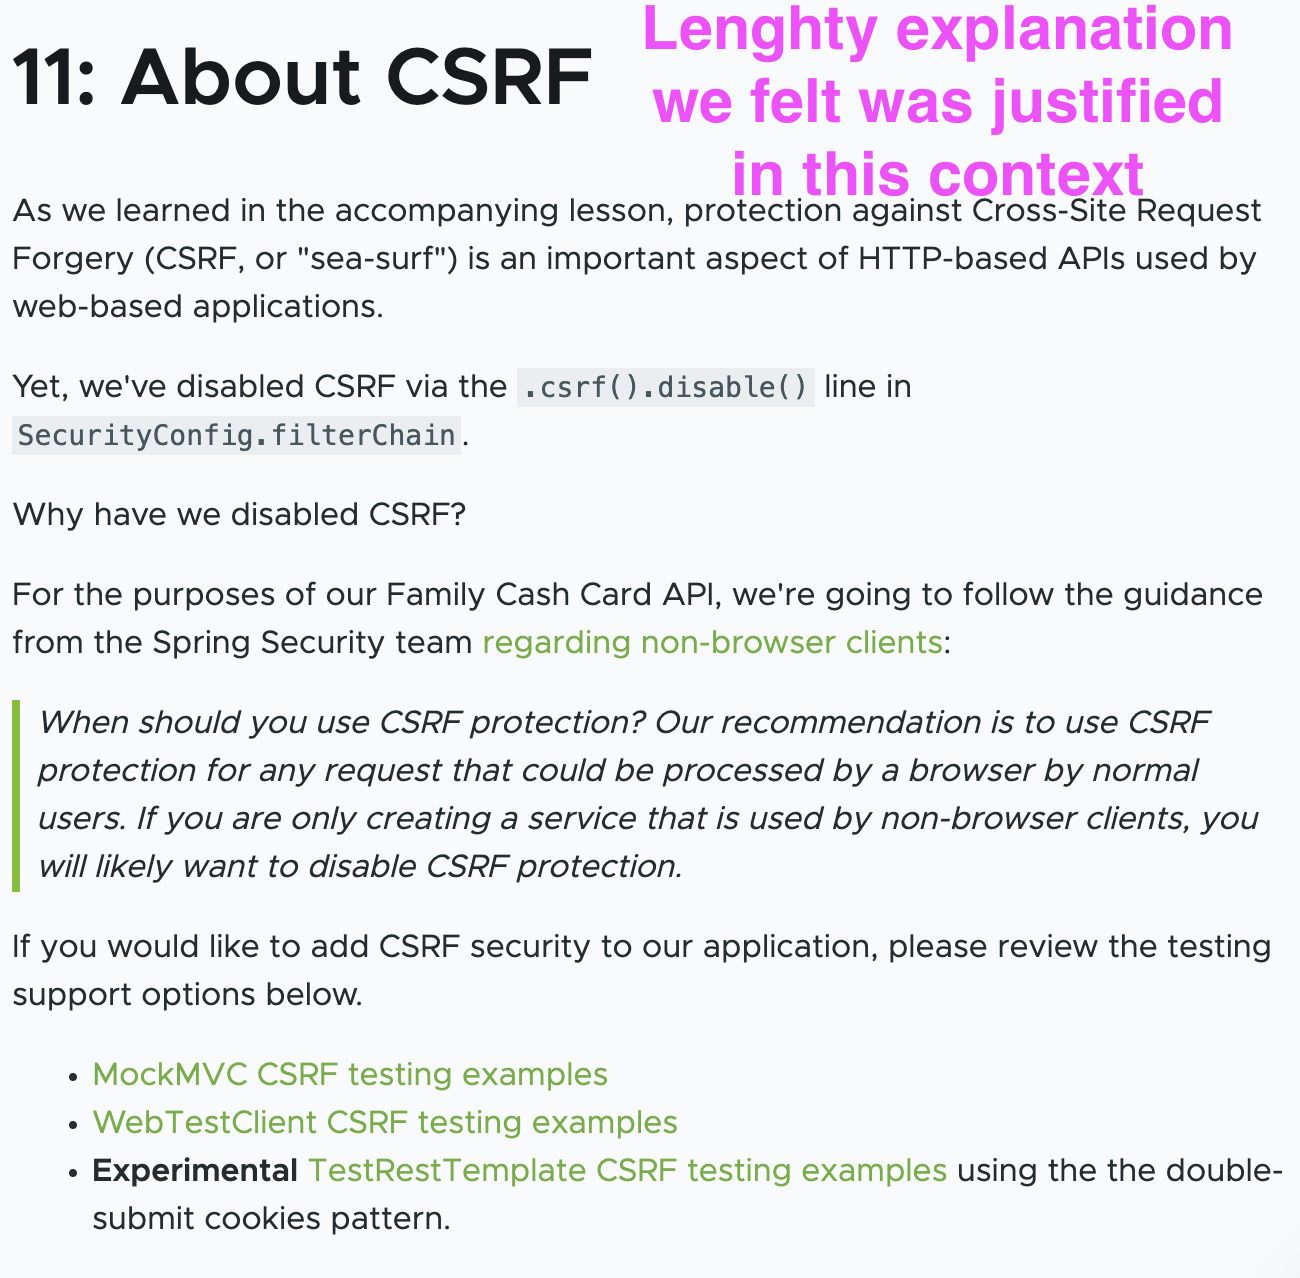 11: About CSRF
Lenghty explanation
we felt was justified
in this context
As we learned in the accompanying lesson, protection against Cross-Site Request
Forgery (CSRF, or "sea-surf") is an important aspect of HTTP-based APIs used by
web-based applications.
Yet, we've disabled CSRF via the .csrf().disable() line in
SecurityConfig.filterChain.
Why have we disabled CSRF?
For the purposes of our Family Cash Card API, we're going to follow the guidance
from the Spring Security team regarding non-browser clients:
When should you use CSRF protection? Our recommendation is to use CSRF
protection for any request that could be processed by a browser by normal
users. If you are only creating a service that is used by non-browser clients, you
will likely want to disable CSRF protection.
If you would like to add CSRF security to our application, please review the testing
support options below.
• MockMVC CSRF testing examples
• WebTestClient CSRF testing examples
• Experimental TestRestTemplate CSRF testing examples using the the double-
submit cookies pattern.